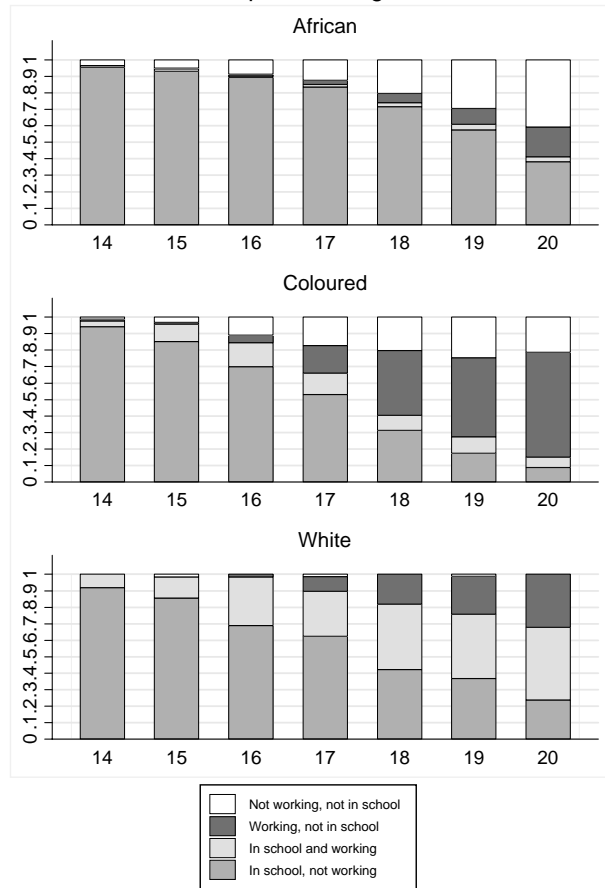 African
0 .1 .2 .3 .4 .5 .6 .7 .8 .9 1
14 15 16 17 18 19 20
Coloured
0 .1 .2 .3 .4 .5 .6 .7 .8 .9 1
14 15 16 17 18 19 20
White
0 .1 .2 .3 .4 .5 .6 .7 .8 .9 1
14 15 16 17 18 19 20
Not working, not in school
Working, not in school
In school and working
In school, not working